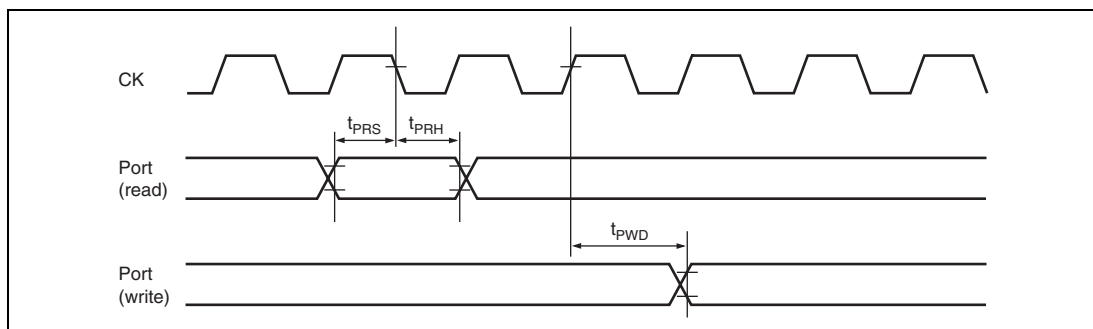 CK
tPRS
tPRH
Port
(read)
tPWD
Port
(write)